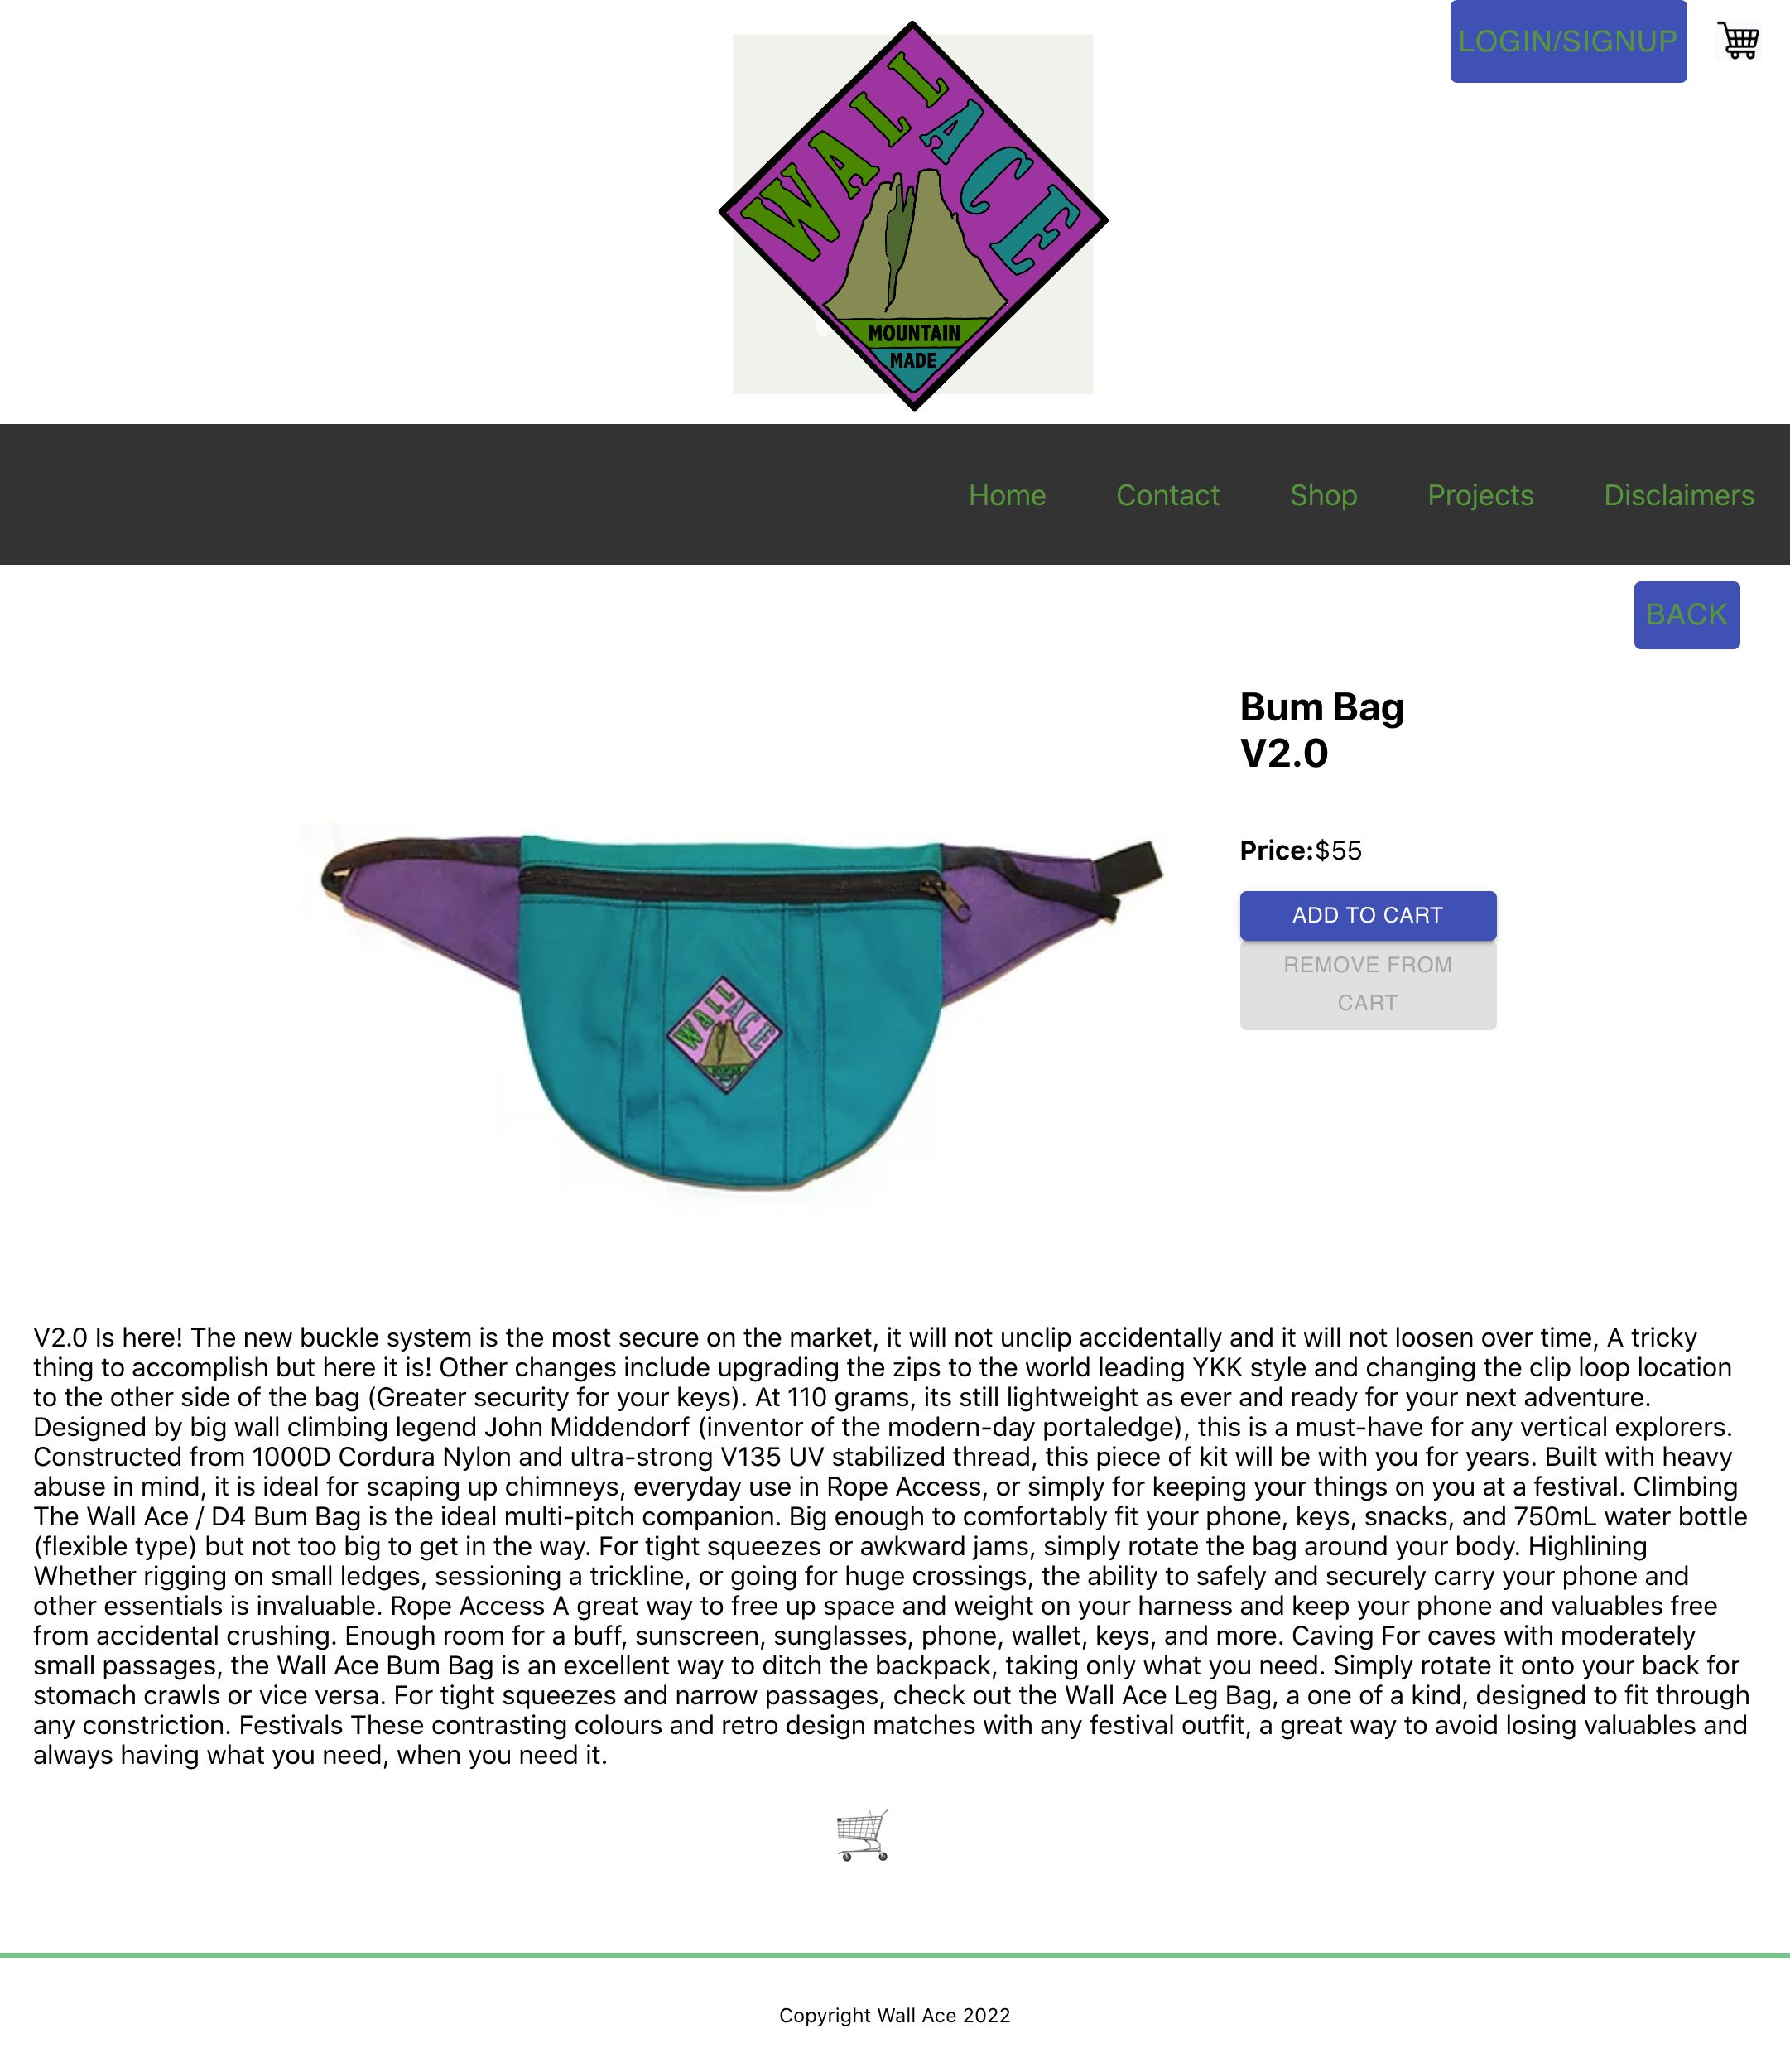 LOGIN/SIGNUP
WALL ACE
MOUNTAIN
MADE
Home Contact Shop Projects Disclaimers
BACK
Bum Bag
V2.0
Price:$55
ADD TO CART
REMOVE FROM
CART
WALL ACE
V2.0 Is here! The new buckle system is the most secure on the market, it will not unclip accidentally and it will not loosen over time, A tricky
thing to accomplish but here it is! Other changes include upgrading the zips to the world leading YKK style and changing the clip loop location
to the other side of the bag (Greater security for your keys). At 110 grams, its still lightweight as ever and ready for your next adventure.
Designed by big wall climbing legend John Middendorf (inventor of the modern-day portaledge), this is a must-have for any vertical explorers.
Constructed from 1000D Cordura Nylon and ultra-strong V135 UV stabilized thread, this piece of kit will be with you for years. Built with heavy
abuse in mind, it is ideal for scaping up chimneys, everyday use in Rope Access, or simply for keeping your things on you at a festival. Climbing
The Wall Ace / D4 Bum Bag is the ideal multi-pitch companion. Big enough to comfortably fit your phone, keys, snacks, and 750mL water bottle
(flexible type) but not too big to get in the way. For tight squeezes or awkward jams, simply rotate the bag around your body. Highlining
Whether rigging on small ledges, sessioning a trickline, or going for huge crossings, the ability to safely and securely carry your phone and
other essentials is invaluable. Rope Access A great way to free up space and weight on your harness and keep your phone and valuables free
from accidental crushing. Enough room for a buff, sunscreen, sunglasses, phone, wallet, keys, and more. Caving For caves with moderately
small passages, the Wall Ace Bum Bag is an excellent way to ditch the backpack, taking only what you need. Simply rotate it onto your back for
stomach crawls or vice versa. For tight squeezes and narrow passages, check out the Wall Ace Leg Bag, a one of a kind, designed to fit through
any constriction. Festivals These contrasting colours and retro design matches with any festival outfit, a great way to avoid losing valuables and
always having what you need, when you need it.
Copyright Wall Ace 2022